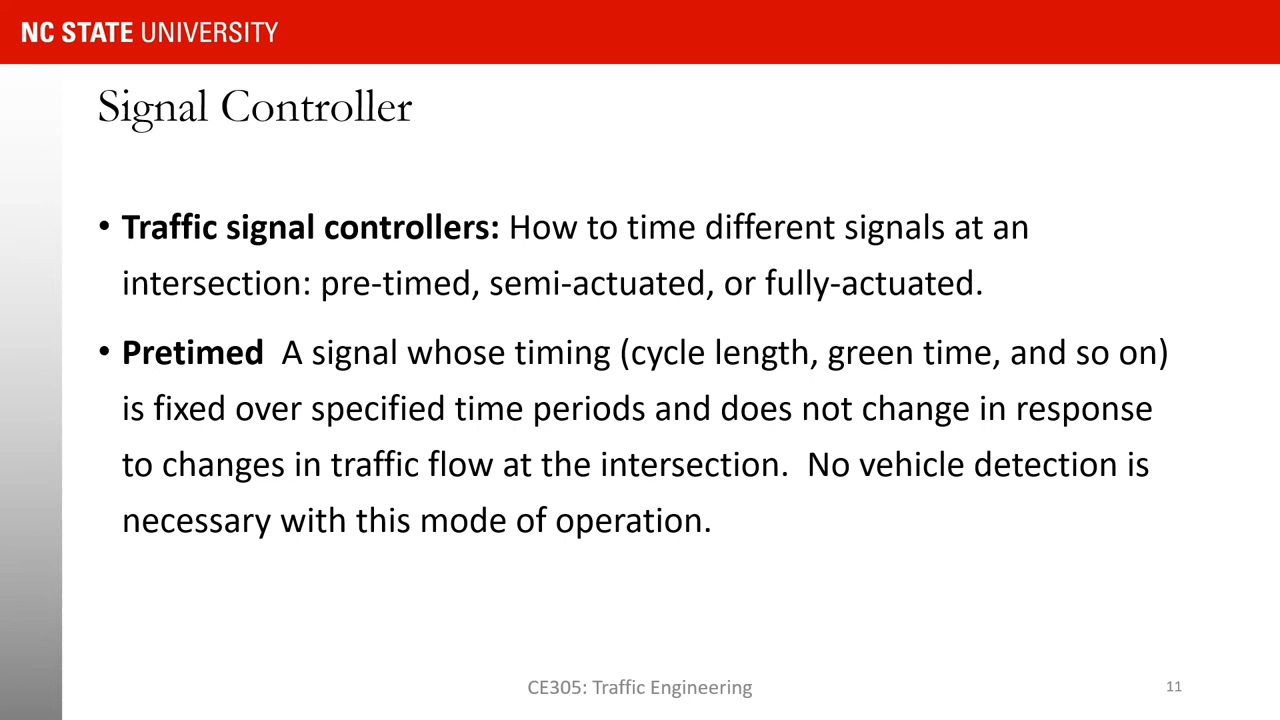 NC STATE UNIVERSITY
Signal Controller
• Traffic signal controllers: How to time different signals at an
intersection: pre-timed, semi-actuated, or fully-actuated.
• Pretimed  A signal whose timing (cycle length, green time, and so on)
is fixed over specified time periods and does not change in response
to changes in traffic flow at the intersection.  No vehicle detection is
necessary with this mode of operation.
CE305: Traffic Engineering
11